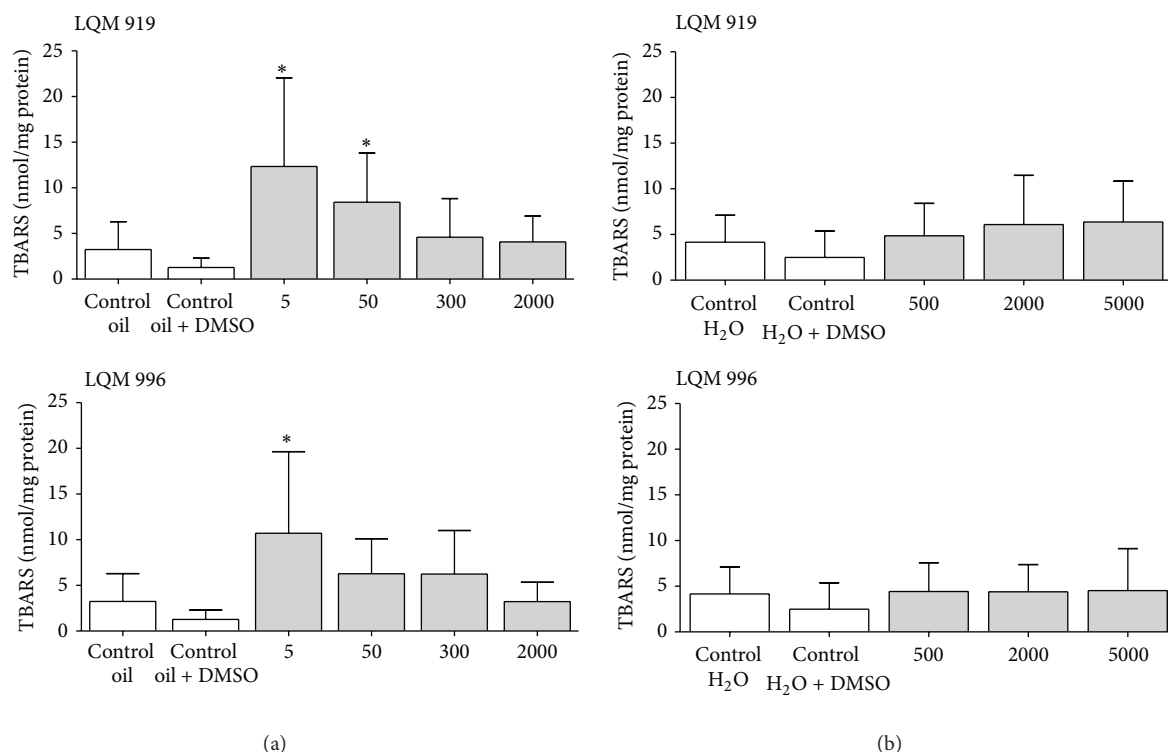 LQM 919
TBARS (nmol/mg protein)
25
20
15
10
5
0
*
*
Control oil
Control oil + DMSO
5
50
300
2000
LQM 919
TBARS (nmol/mg protein)
25
20
15
10
5
0
Control H₂O
Control H₂O + DMSO
500
2000
5000
LQM 996
TBARS (nmol/mg protein)
25
20
15
10
5
0
*
Control oil
Control oil + DMSO
5
50
300
2000
(a)
LQM 996
TBARS (nmol/mg protein)
25
20
15
10
5
0
Control H₂O
Control H₂O + DMSO
500
2000
5000
(b)